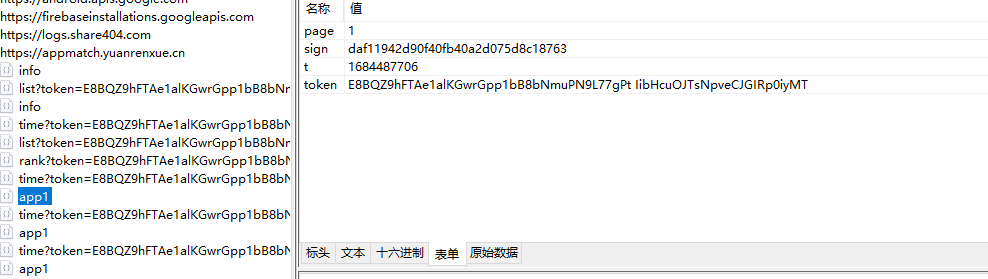 https://android.apis.google.com
https://firebaseinstallations.googleapis.com
https://logs.share404.com
https://appmatch.yuanrenxue.cn
info
list?token=E8BQZ9hFTAe1alKGwrGpp1bB8bNm
info
time?token=E8BQZ9hFTAe1alKGwrGpp1bB8bN
list?token=E8BQZ9hFTAe1alKGwrGpp1bB8bNm
rank?token=E8BQZ9hFTAe1alKGwrGpp1bB8bN
time?token=E8BQZ9hFTAe1alKGwrGpp1bB8bN
app1
time?token=E8BQZ9hFTAe1alKGwrGpp1bB8bN
app1
time?token=E8BQZ9hFTAe1alKGwrGpp1bB8bN
app1
名称 值
page 1
sign daf11942d90f40fb40a2d075d8c18763
t 1684487706
token E8BQZ9hFTAe1alKGwrGpp1bB8bNmuPN9L77gPt IibHcuOJTsNpveCJGIRp0iyMT
标头 文本 十六进制 表单 原始数据